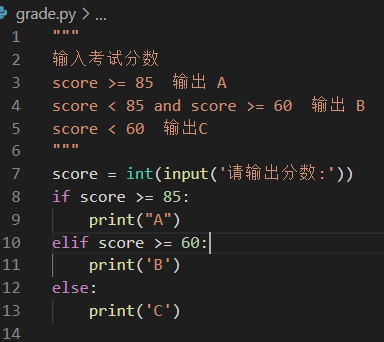 grade.py > ...
1 """
2 输入考试分数
3 score >= 85  输出 A
4 score < 85 and score >= 60  输出 B
5 score < 60  输出C
6 """
7 score = int(input('请输出分数:'))
8 if score >= 85:
9     print("A")
10 elif score >= 60:
11     print('B')
12 else:
13     print('C')
14